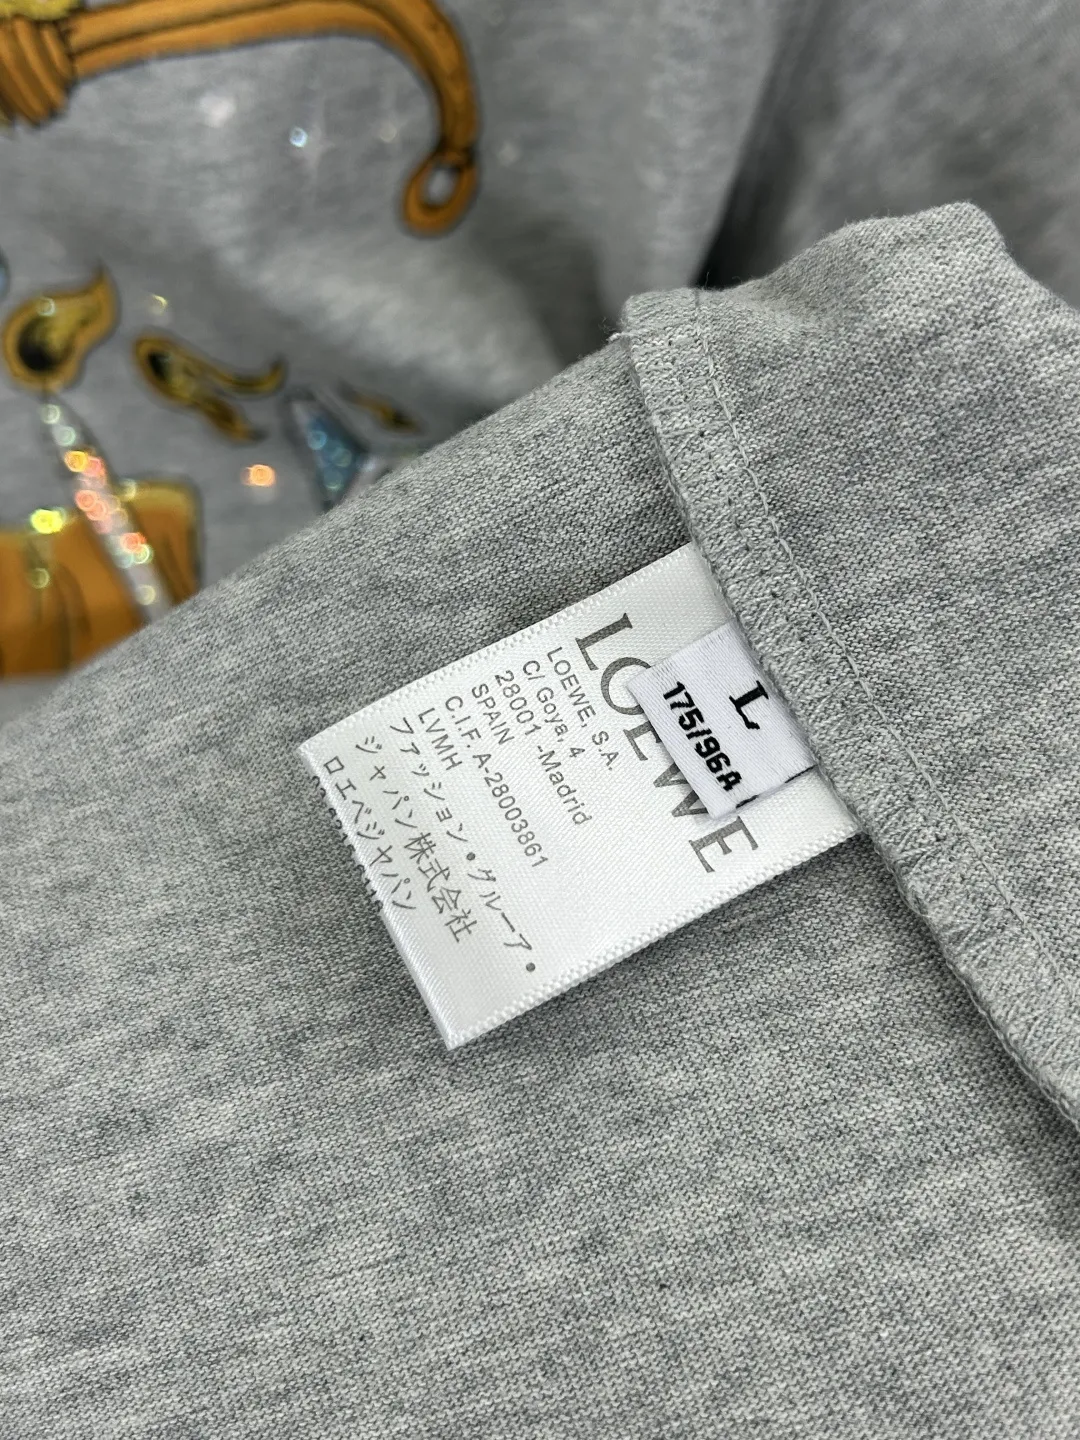 LOEWE
L
175/96A
LOEWE, S.A.
C/ Goya, 4
28001 -Madrid
SPAIN
C.I.F. A-28003861
LVMH
ファッション・グループ・
ジャパン株式会社
ロエベジャパン